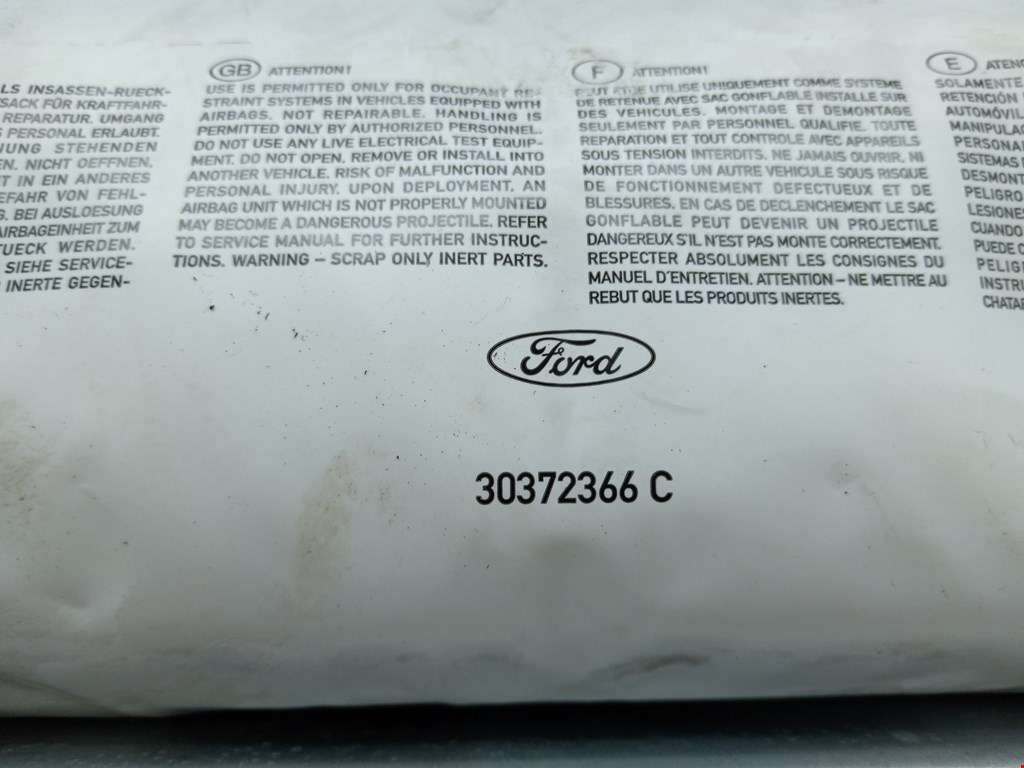 LS INSASSEN-RUECK-
SACK FÜR KRAFTFAHR-
REPARATUR. UMGANG
PERSONAL ERLAUBT.
NUNG STEHENDEN
EN. NICHT OEFFNEN.
T IN EIN ANDERES
EFAHR VON FEHL-
G. BEI AUSLOESUNG
AIRBAGEINHEIT ZUM
TUECK WERDEN.
SIEHE SERVICE-
INERTE GEGEN-
GB ATTENTION!
USE IS PERMITTED ONLY FOR OCCUPANT RE-
STRAINT SYSTEMS IN VEHICLES EQUIPPED WITH
AIRBAGS. NOT REPAIRABLE. HANDLING IS
PERMITTED ONLY BY AUTHORIZED PERSONNEL.
DO NOT USE ANY LIVE ELECTRICAL TEST EQUIP-
MENT. DO NOT OPEN. REMOVE OR INSTALL INTO
ANOTHER VEHICLE. RISK OF MALFUNCTION AND
PERSONAL INJURY. UPON DEPLOYMENT, AN
AIRBAG UNIT WHICH IS NOT PROPERLY MOUNTED
MAY BECOME A DANGEROUS PROJECTILE. REFER
TO SERVICE MANUAL FOR FURTHER INSTRUC-
TIONS. WARNING – SCRAP ONLY INERT PARTS.
F ATTENTION!
PEUT ETRE UTILISE UNIQUEMENT COMME SYSTEME
DE RETENUE AVEC SAC GONFLABLE INSTALLE SUR
DES VEHICULES. MONTAGE ET DEMONTAGE
SEULEMENT PAR PERSONNEL QUALIFIE. TOUTE
REPARATION ET TOUT CONTROLE AVEC APPAREILS
SOUS TENSION INTERDITS. NE JAMAIS OUVRIR, NI
MONTER DANS UN AUTRE VEHICULE SOUS RISQUE
DE FONCTIONNEMENT DEFECTUEUX ET DE
BLESSURES. EN CAS DE DECLENCHEMENT LE SAC
GONFLABLE PEUT DEVENIR UN PROJECTILE
DANGEREUX S'IL N'EST PAS MONTE CORRECTEMENT.
RESPECTER ABSOLUMENT LES CONSIGNES DU
MANUEL D'ENTRETIEN. ATTENTION – NE METTRE AU
REBUT QUE LES PRODUITS INERTES.
E ATENC
SOLAMENTE
RETENCIÓN
AUTOMÓVIL
MANIPULAC
PERSONAL
SISTEMAS
DESMONT
PELIGRO
LESIONE
CUANDO
PUEDE C
PELIG
INSTRU
CHATAR
Ford
30372366 C